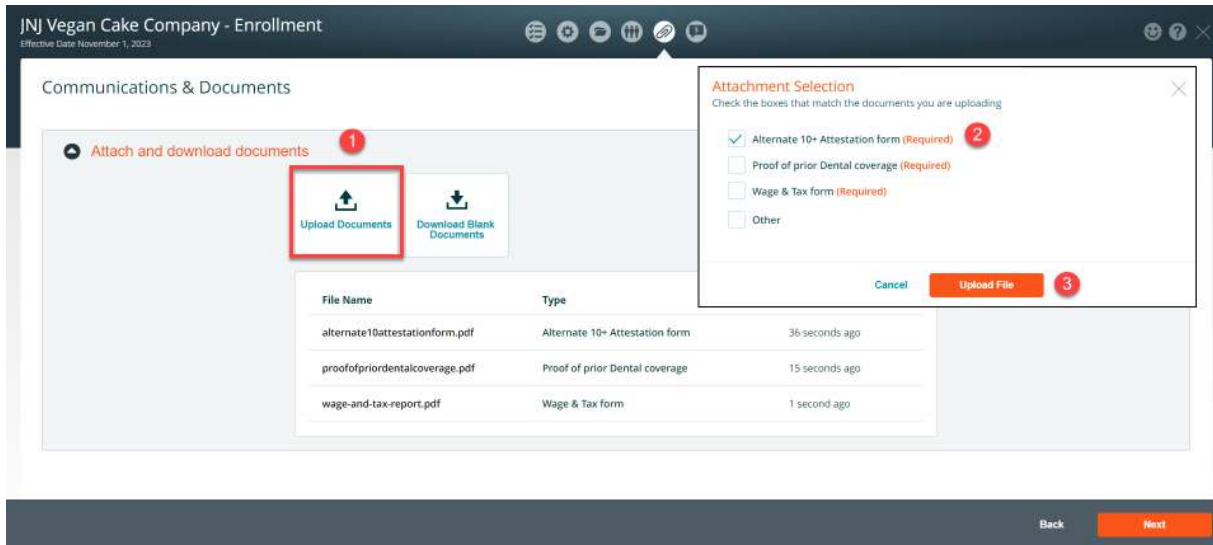 JNJ Vegan Cake Company - Enrollment
Effective Date November 1, 2023
Communications & Documents
Attach and download documents
1
Upload Documents
Download Blank
Documents
Attachment Selection
Check the boxes that match the documents you are uploading
Alternate 10+ Attestation form (Required)
2
Proof of prior Dental coverage (Required)
Wage & Tax form (Required)
Other
Cancel
Upload File
3
File Name
Type
alternate10attestationform.pdf
Alternate 10+ Attestation form
36 seconds ago
proofofpriordentalcoverage.pdf
Proof of prior Dental coverage
15 seconds ago
wage-and-tax-report.pdf
Wage & Tax form
1 second ago
Back
Next